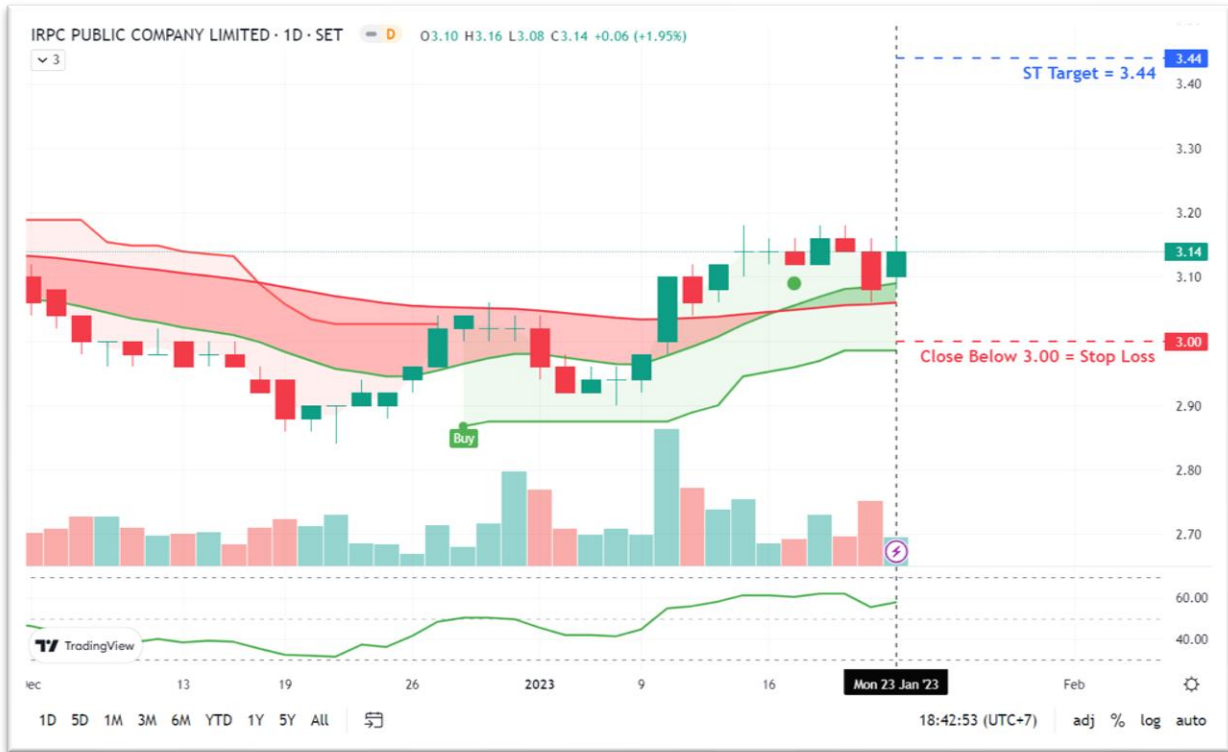 IRPC PUBLIC COMPANY LIMITED · 1D · SET D O3.10 H3.16 L3.08 C3.14 +0.06 (+1.95%)
3
3.44
ST Target = 3.44
3.40
3.30
3.20
3.14
3.10
3.00
Close Below 3.00 = Stop Loss
2.90
Buy
2.80
2.70
60.00
40.00
TradingView
13 19 26 2023 9 16 Mon 23 Jan '23 Feb
1D 5D 1M 3M 6M YTD 1Y 5Y All 18:42:53 (UTC+7) adj % log auto